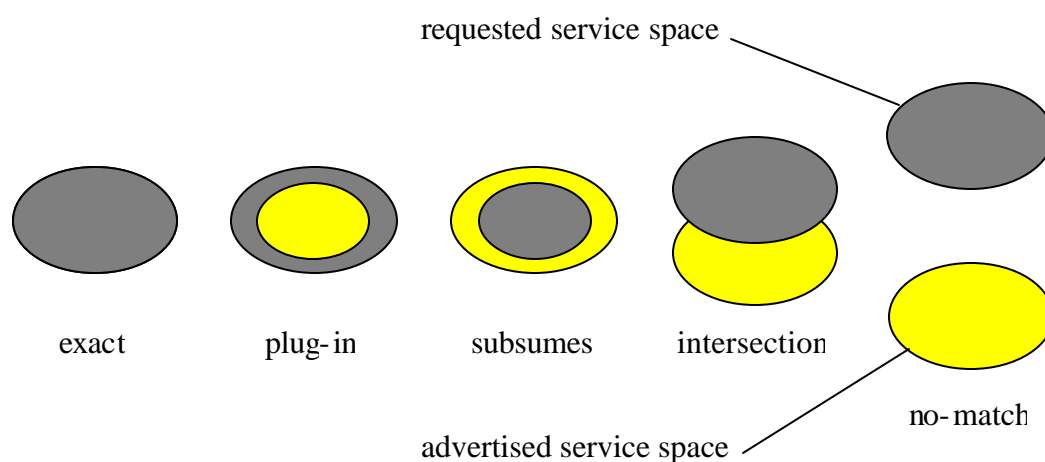 requested service space
exact
plug-in
subsumes
intersection
no-match
advertised service space